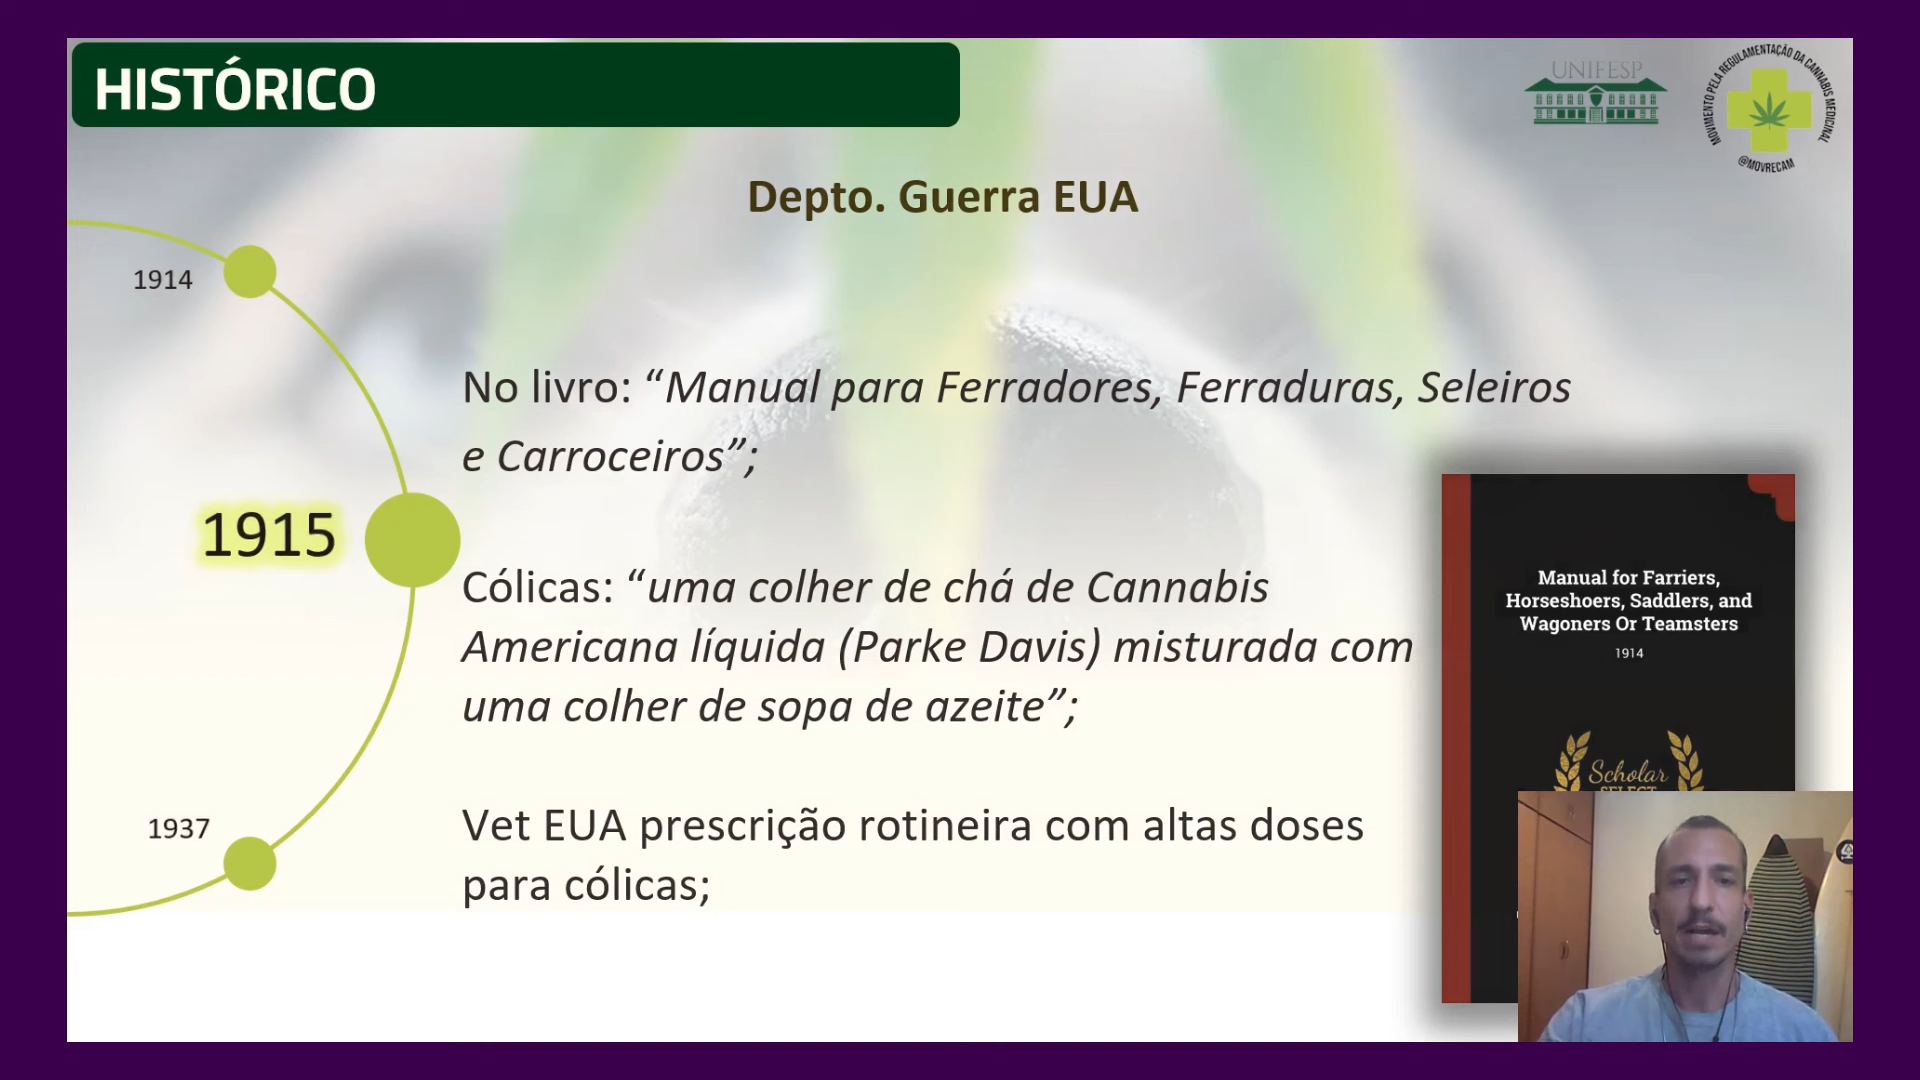 HISTÓRICO
UNIFESP
MOVIMENTO PELA REGULAMENTAÇÃO DA CANNABIS MEDICINAL
@MOVRECAM
Depto. Guerra EUA
1914
No livro: “Manual para Ferradores, Ferraduras, Seleiros
e Carroceiros”;
1915
Cólicas: “uma colher de chá de Cannabis
Americana líquida (Parke Davis) misturada com
uma colher de sopa de azeite”;
Manual for Farriers,
Horseshoers, Saddlers, and
Wagoners Or Teamsters
1914
Scholar
SELECT
1937
Vet EUA prescrição rotineira com altas doses
para cólicas;